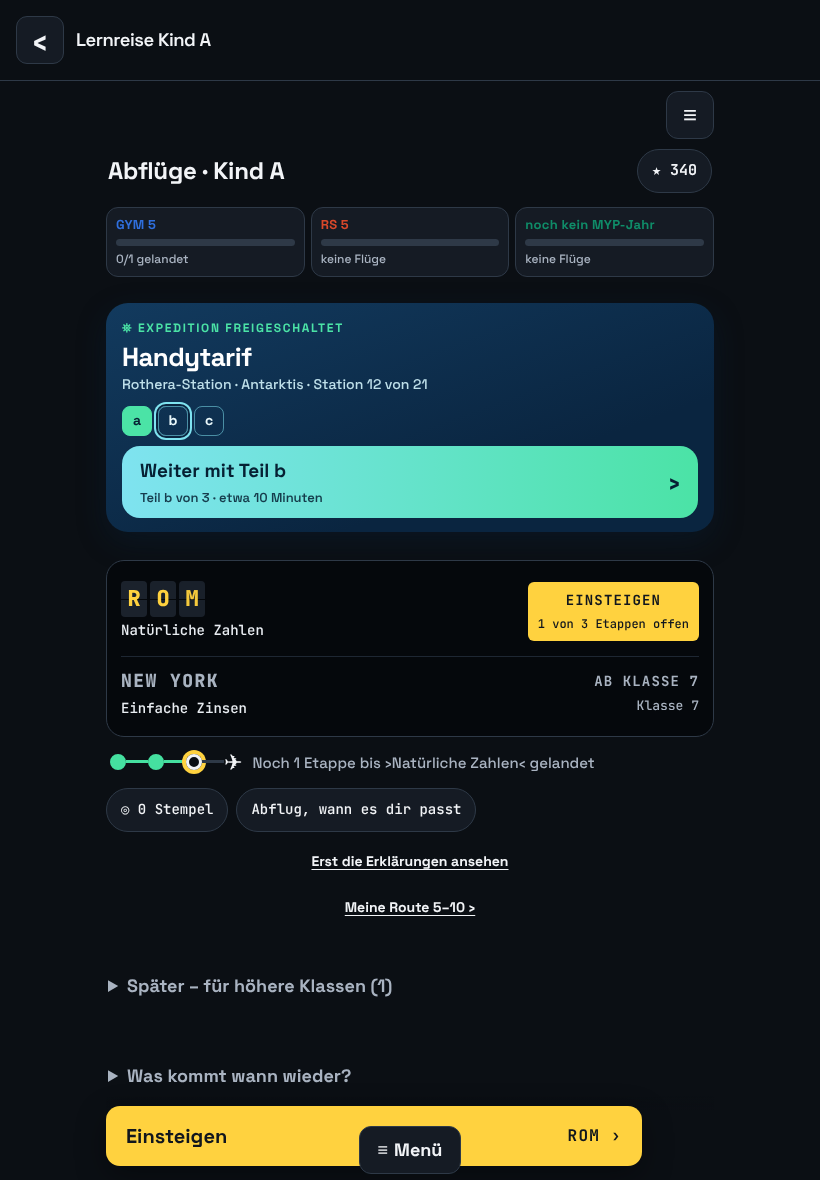 < Lernreise Kind A
≡
Abflüge · Kind A
★ 340
GYM 5
0/1 gelandet
RS 5
keine Flüge
noch kein MYP-Jahr
keine Flüge
⎈ EXPEDITION FREIGESCHALTET
Handytarif
Rothera-Station · Antarktis · Station 12 von 21
a b c
Weiter mit Teil b
Teil b von 3 · etwa 10 Minuten
>
ROM
Natürliche Zahlen
EINSTEIGEN
1 von 3 Etappen offen
NEW YORK
Einfache Zinsen
AB KLASSE 7
Klasse 7
✈ Noch 1 Etappe bis ›Natürliche Zahlen‹ gelandet
◎ 0 Stempel
Abflug, wann es dir passt
Erst die Erklärungen ansehen
Meine Route 5–10 >
▶ Später – für höhere Klassen (1)
▶ Was kommt wann wieder?
Einsteigen
ROM ›
≡ Menü